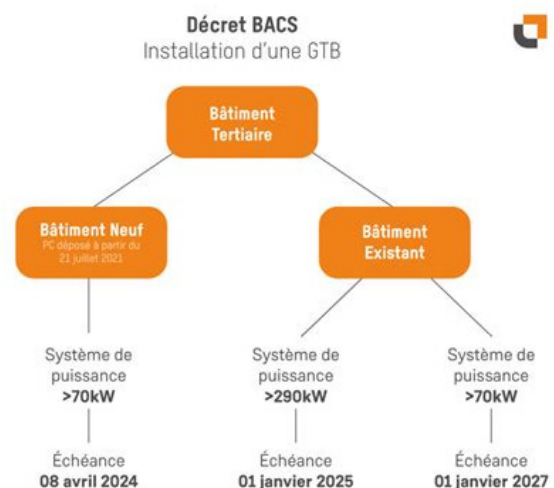 Décret BACS
Installation d'une GTB
Bâtiment
Tertiaire
Bâtiment Neuf
PC déposé à partir du
21 juillet 2021
Bâtiment
Existant
Système de
puissance
>70kW
Système de
puissance
>290kW
Système de
puissance
>70kW
Échéance
08 avril 2024
Échéance
01 janvier 2025
Échéance
01 janvier 2027